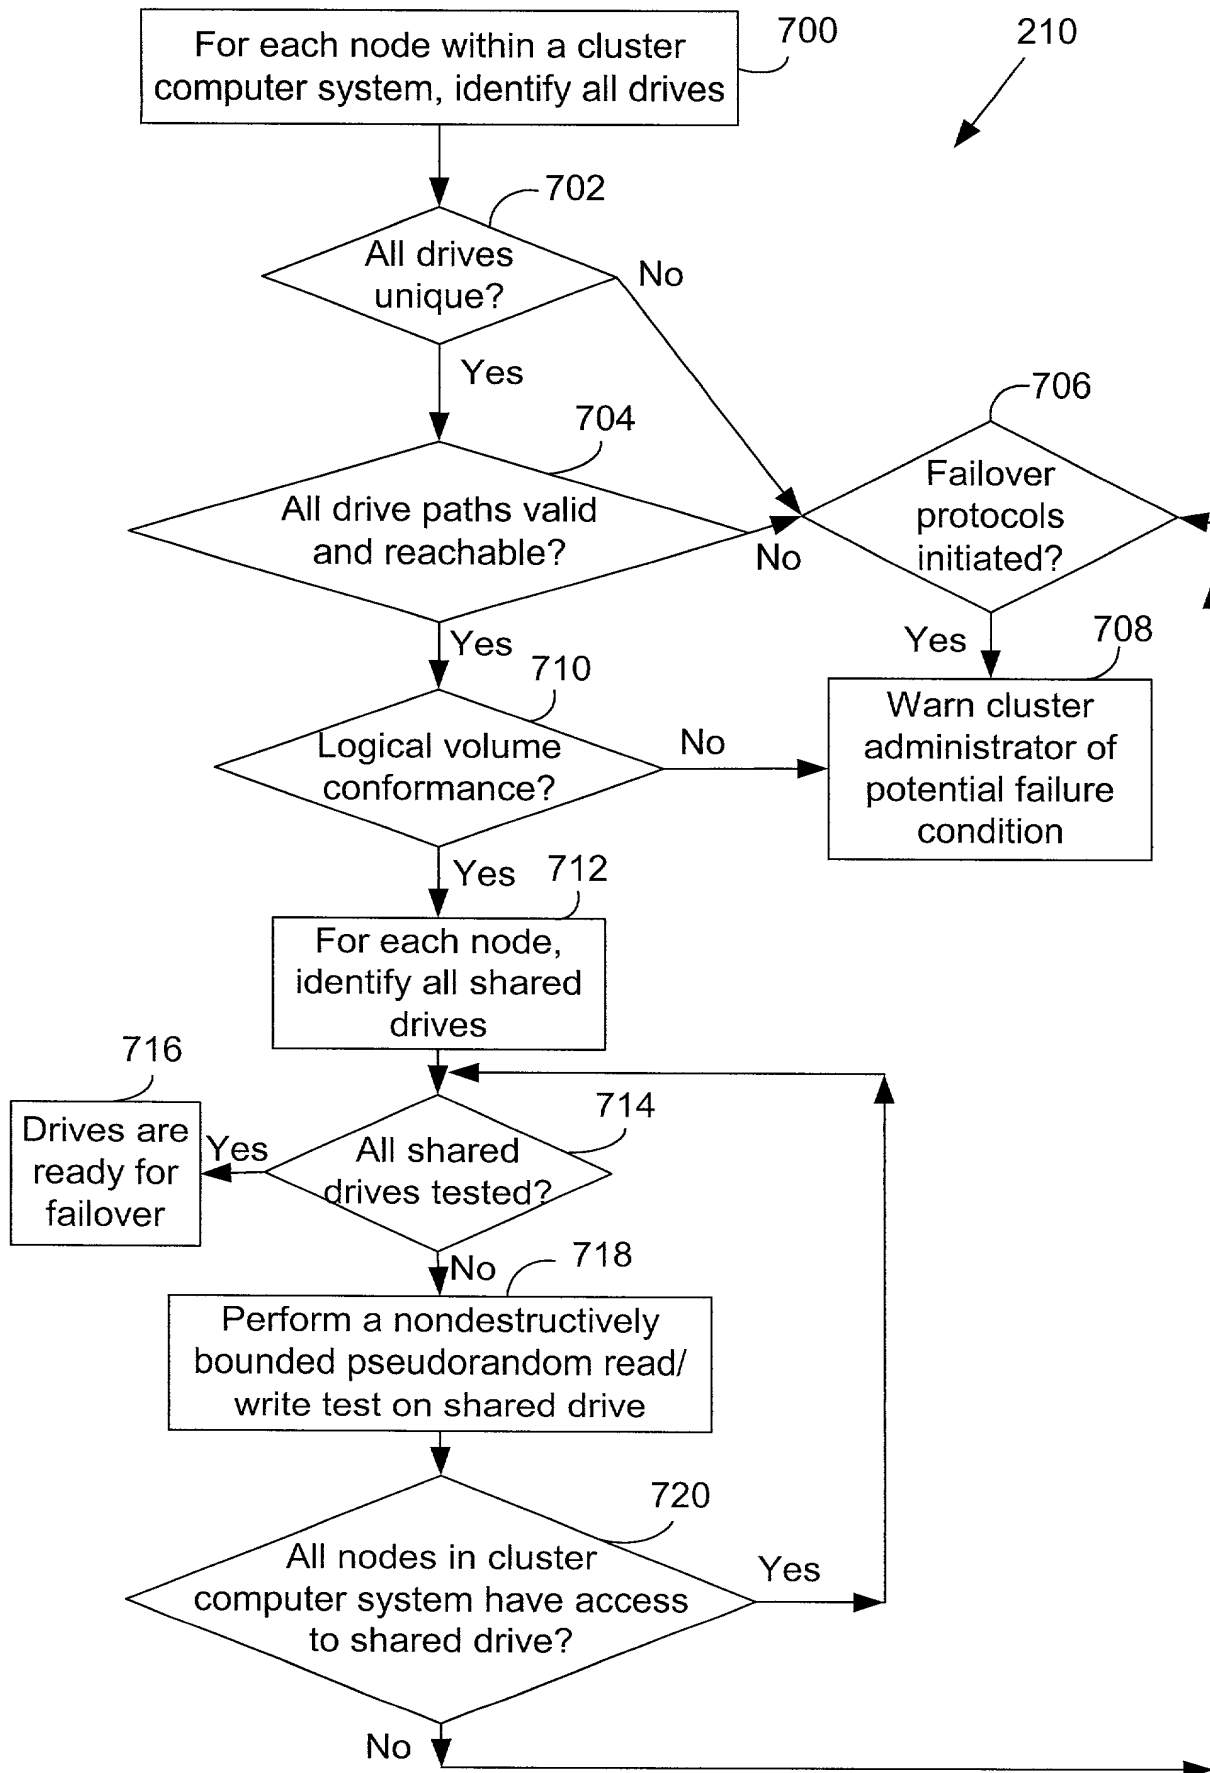 For each node within a cluster
computer system, identify all drives
700
210
702
All drives
unique?
No
Yes
704
706
All drive paths valid
and reachable?
No
Failover
protocols
initiated?
Yes
Yes
708
710
Logical volume
conformance?
No
Warn cluster
administrator of
potential failure
condition
Yes
712
For each node,
identify all shared
drives
716
714
Drives are
ready for
failover
Yes
All shared
drives tested?
No
718
Perform a nondestructively
bounded pseudorandom read/
write test on shared drive
720
All nodes in cluster
computer system have access
to shared drive?
Yes
No